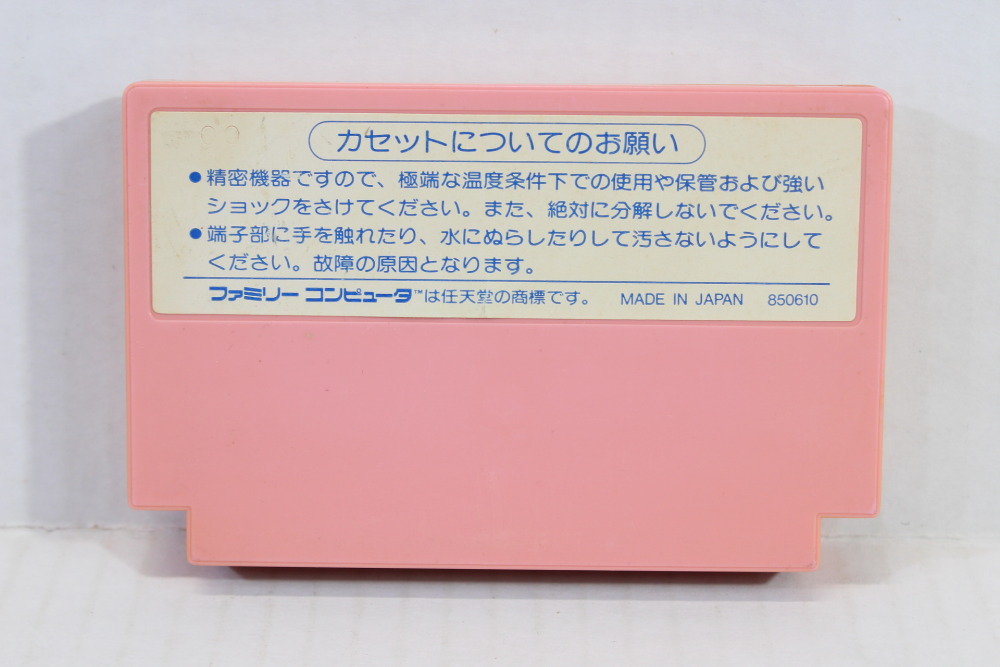 カセットについてのお願い
●精密機器ですので、極端な温度条件下での使用や保管および強い
ショックをさけてください。また、絶対に分解しないでください。
●端子部に手を触れたり、水にぬらしたりして汚さないようにして
ください。故障の原因となります。
ファミリーコンピュータ™は任天堂の商標です。 MADE IN JAPAN 850610